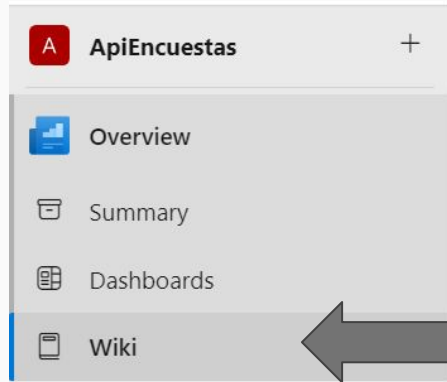 A ApiEncuestas +
Overview
Summary
Dashboards
Wiki